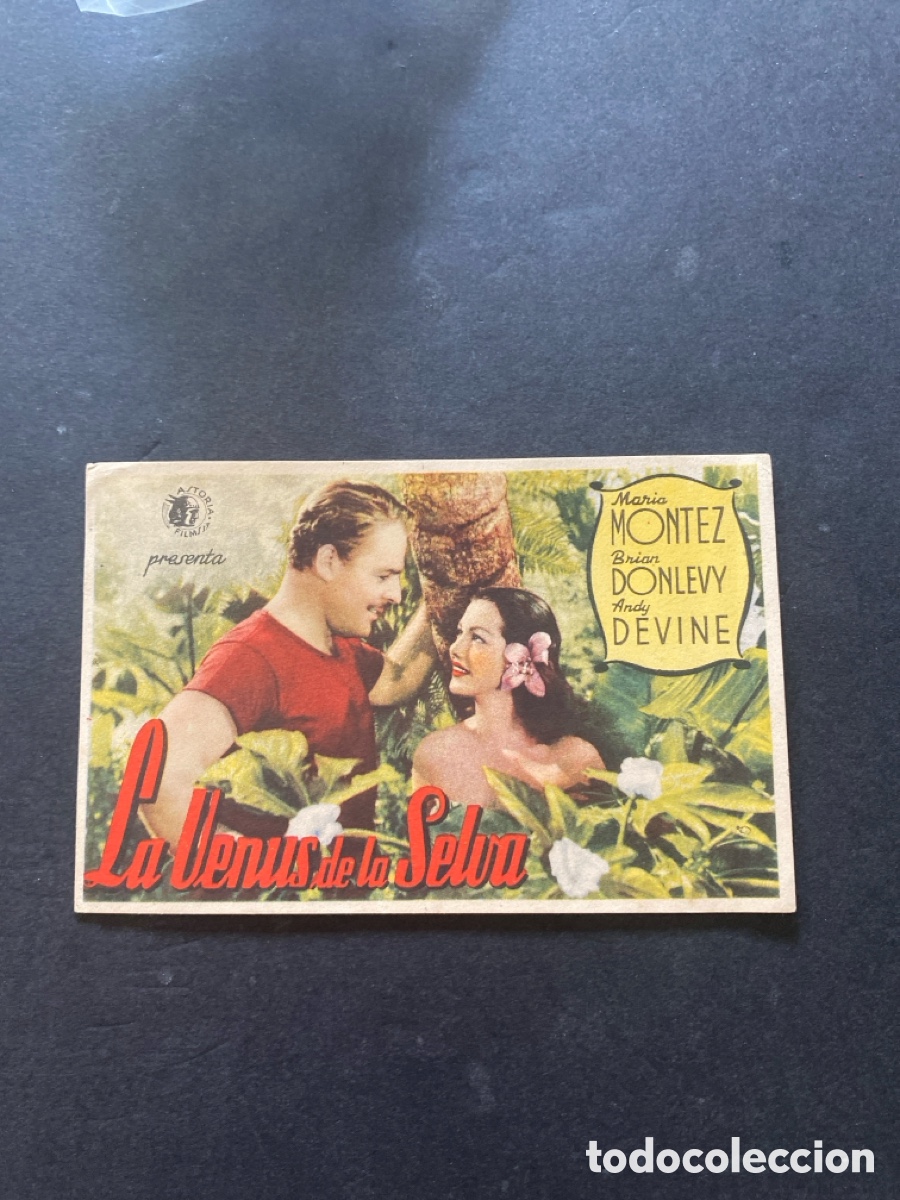 ASTORIA FILMS S.A.
presenta
Maria
MONTEZ
Brian
DONLEVY
Andy
DEVINE
La Venus de la Selva
todocoleccion